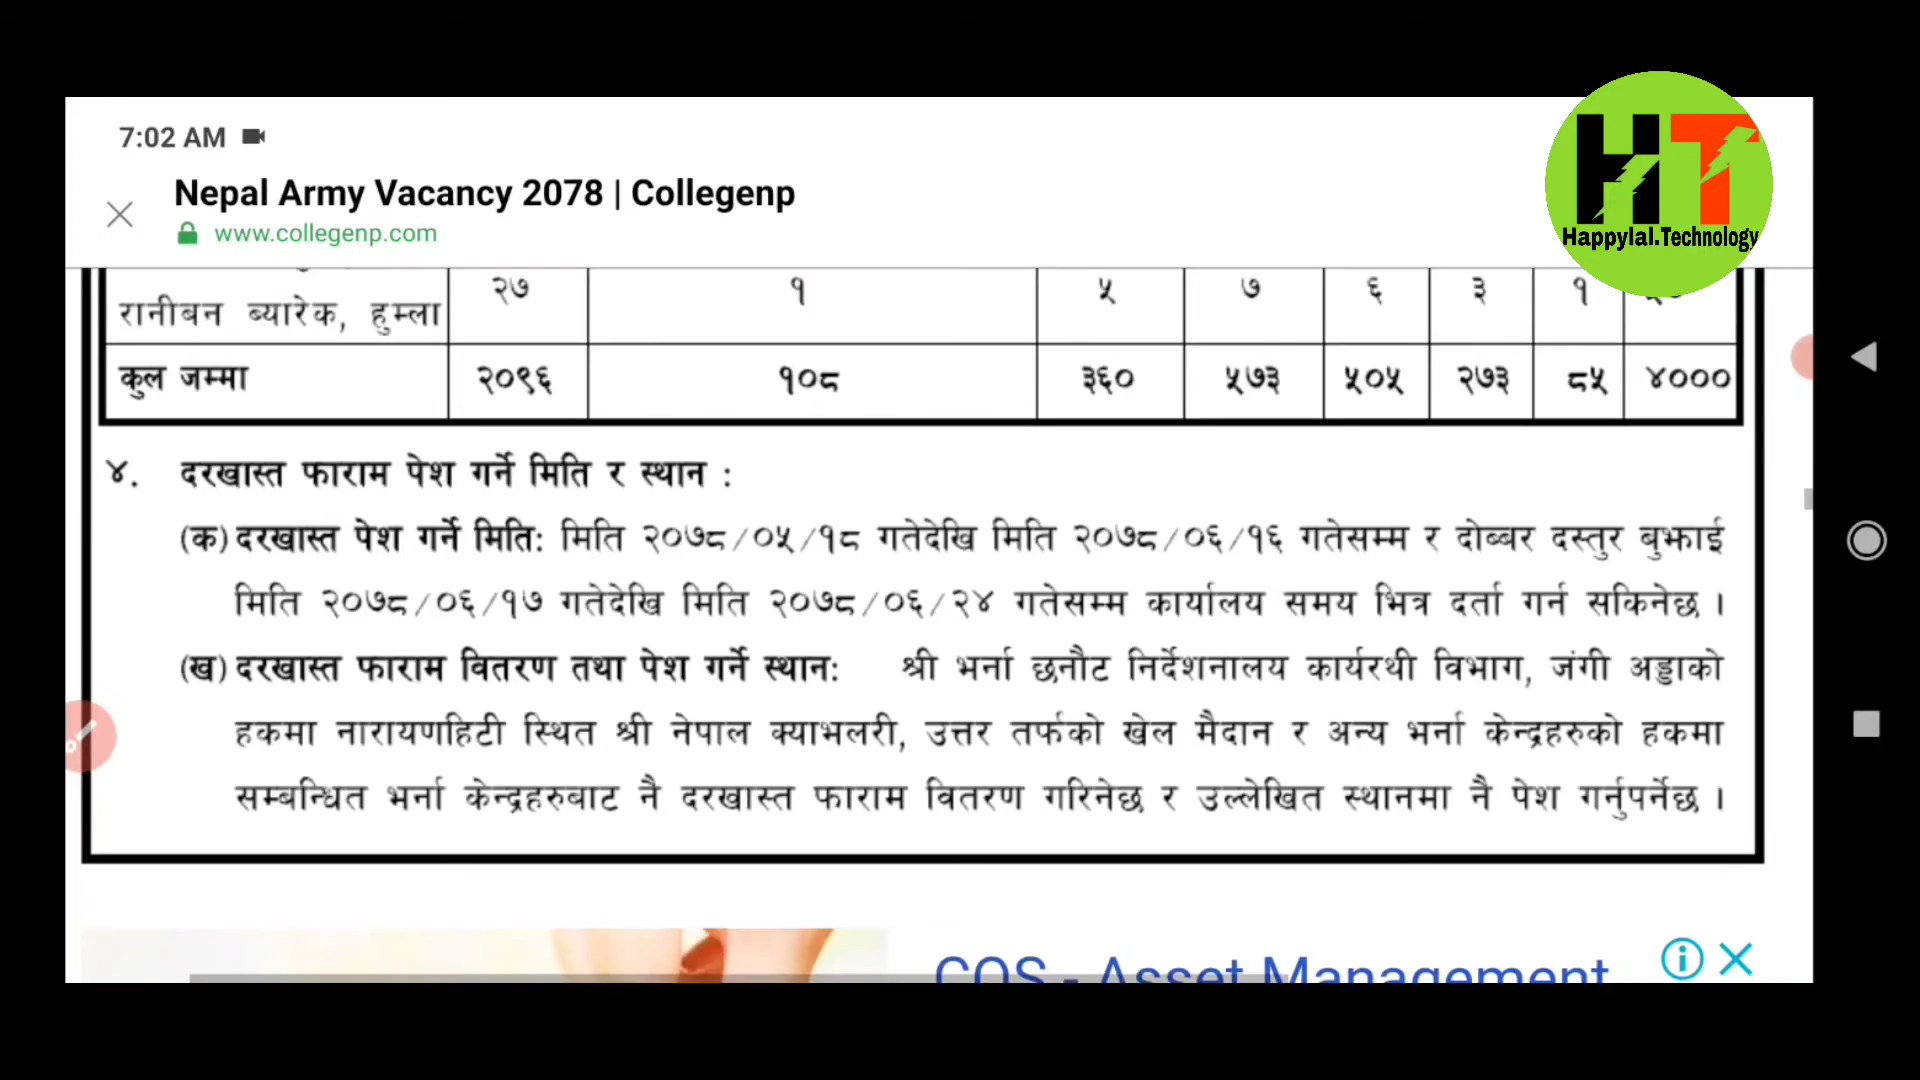 7:02 AM
Nepal Army Vacancy 2078 | Collegenp
www.collegenp.com
HT
Happylal.Technology
२७ १ ५ ७ ६ ३ १
रानीबन ब्यारेक, हुम्ला
कुल जम्मा २०९६ १०८ ३६० ५७३ ५०५ २७३ ८५ ४०००
४. दरखास्त फाराम पेश गर्ने मिति र स्थान :
(क) दरखास्त पेश गर्ने मितिः मिति २०७८/०५/१८ गतेदेखि मिति २०७८/०६/१६ गतेसम्म र दोब्बर दस्तुर बुझाई
मिति २०७८/०६/१७ गतेदेखि मिति २०७८/०६/२४ गतेसम्म कार्यालय समय भित्र दर्ता गर्न सकिनेछ ।
(ख) दरखास्त फाराम वितरण तथा पेश गर्ने स्थानः श्री भर्ना छनौट निर्देशनालय कार्यरथी विभाग, जंगी अड्डाको
हकमा नारायणहिटी स्थित श्री नेपाल क्याभलरी, उत्तर तर्फको खेल मैदान र अन्य भर्ना केन्द्रहरुको हकमा
सम्बन्धित भर्ना केन्द्रहरुबाट नै दरखास्त फाराम वितरण गरिनेछ र उल्लेखित स्थानमा नै पेश गर्नुपर्नेछ ।
COS - Asset Management